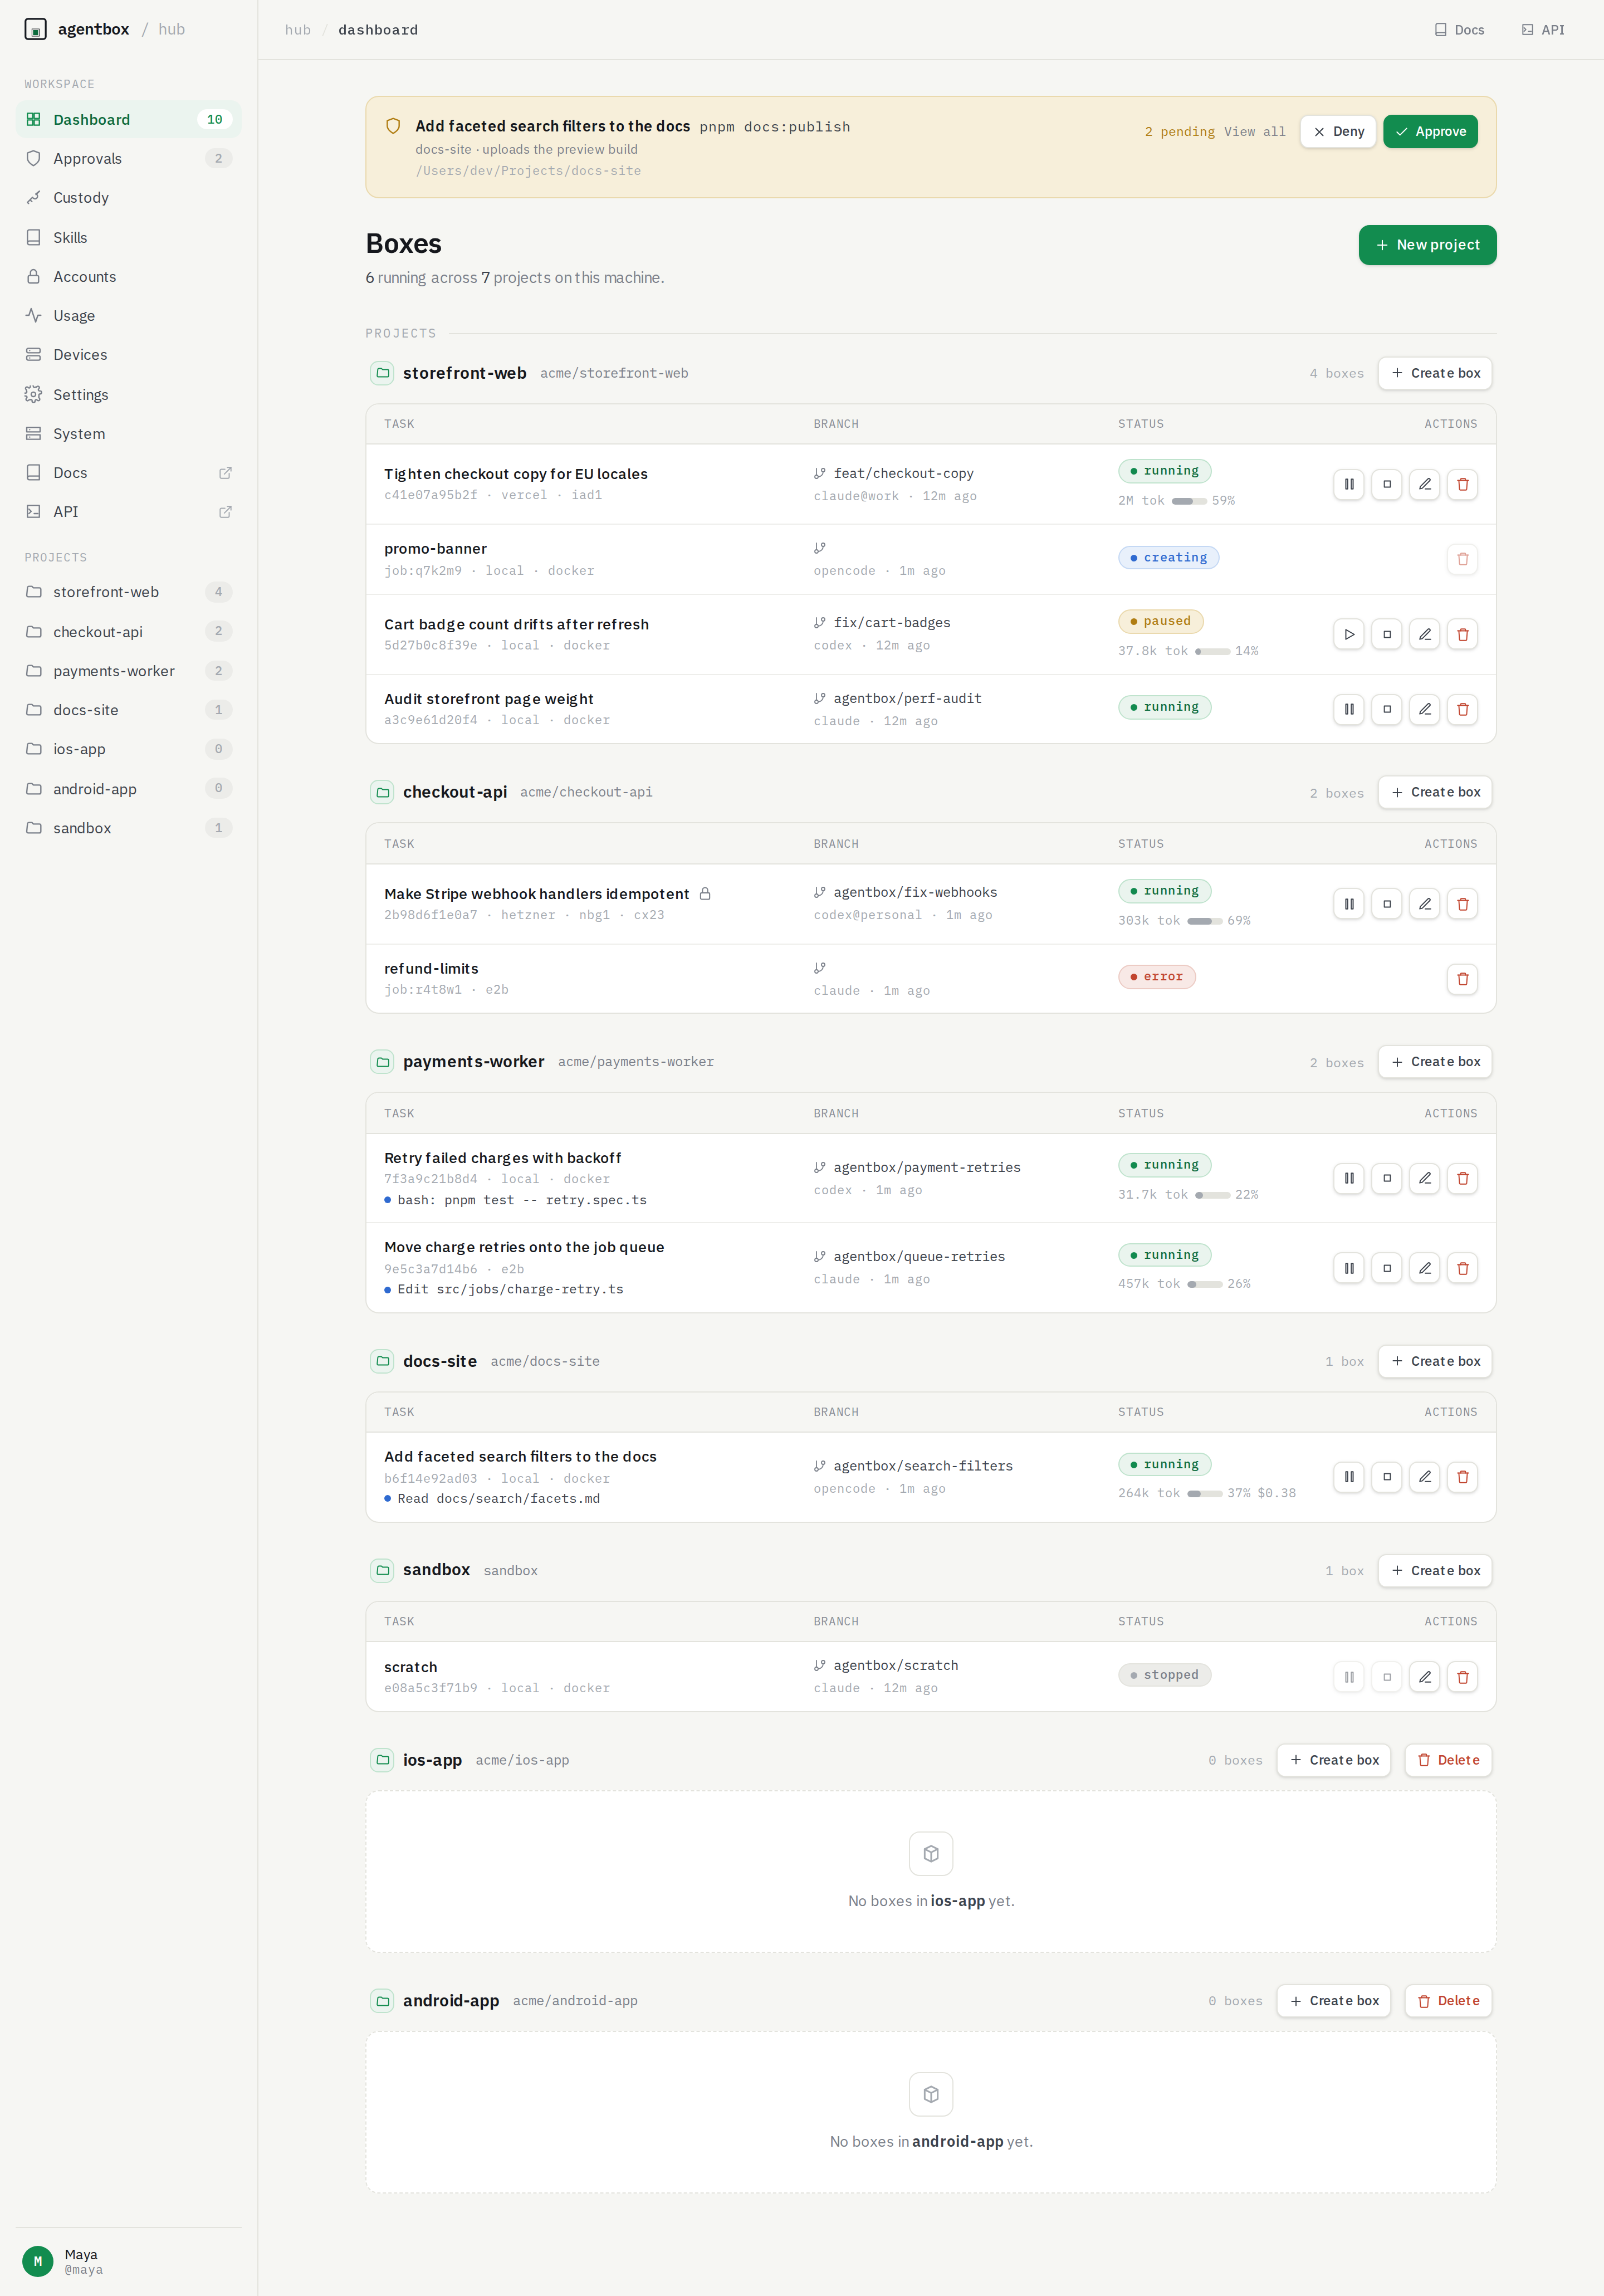 agentbox / hub
WORKSPACE
Dashboard 10
Approvals 2
Custody
Skills
Accounts
Usage
Devices
Settings
System
Docs
API
PROJECTS
storefront-web 4
checkout-api 2
payments-worker 2
docs-site 1
ios-app 0
android-app 0
sandbox 1
M
Maya
@maya
hub / dashboard
Docs
API
Add faceted search filters to the docs pnpm docs:publish
docs-site · uploads the preview build
/Users/dev/Projects/docs-site
2 pending View all Deny Approve
Boxes
6 running across 7 projects on this machine.
New project
PROJECTS
storefront-web acme/storefront-web 4 boxes Create box
TASK BRANCH STATUS ACTIONS
Tighten checkout copy for EU locales feat/checkout-copy running
c41e07a95b2f · vercel · iad1 claude@work · 12m ago 2M tok 59%
promo-banner creating
job:q7k2m9 · local · docker opencode · 1m ago
Cart badge count drifts after refresh fix/cart-badges paused
5d27b0c8f39e · local · docker codex · 12m ago 37.8k tok 14%
Audit storefront page weight agentbox/perf-audit running
a3c9e61d20f4 · local · docker claude · 12m ago
checkout-api acme/checkout-api 2 boxes Create box
TASK BRANCH STATUS ACTIONS
Make Stripe webhook handlers idempotent agentbox/fix-webhooks running
2b98d6f1e0a7 · hetzner · nbg1 · cx23 codex@personal · 1m ago 303k tok 69%
refund-limits error
job:r4t8w1 · e2b claude · 1m ago
payments-worker acme/payments-worker 2 boxes Create box
TASK BRANCH STATUS ACTIONS
Retry failed charges with backoff agentbox/payment-retries running
7f3a9c21b8d4 · local · docker codex · 1m ago 31.7k tok 22%
bash: pnpm test -- retry.spec.ts
Move charge retries onto the job queue agentbox/queue-retries running
9e5c3a7d14b6 · e2b claude · 1m ago 457k tok 26%
Edit src/jobs/charge-retry.ts
docs-site acme/docs-site 1 box Create box
TASK BRANCH STATUS ACTIONS
Add faceted search filters to the docs agentbox/search-filters running
b6f14e92ad03 · local · docker opencode · 1m ago 264k tok 37% $0.38
Read docs/search/facets.md
sandbox sandbox 1 box Create box
TASK BRANCH STATUS ACTIONS
scratch agentbox/scratch stopped
e08a5c3f71b9 · local · docker claude · 12m ago
ios-app acme/ios-app 0 boxes Create box Delete
No boxes in ios-app yet.
android-app acme/android-app 0 boxes Create box Delete
No boxes in android-app yet.